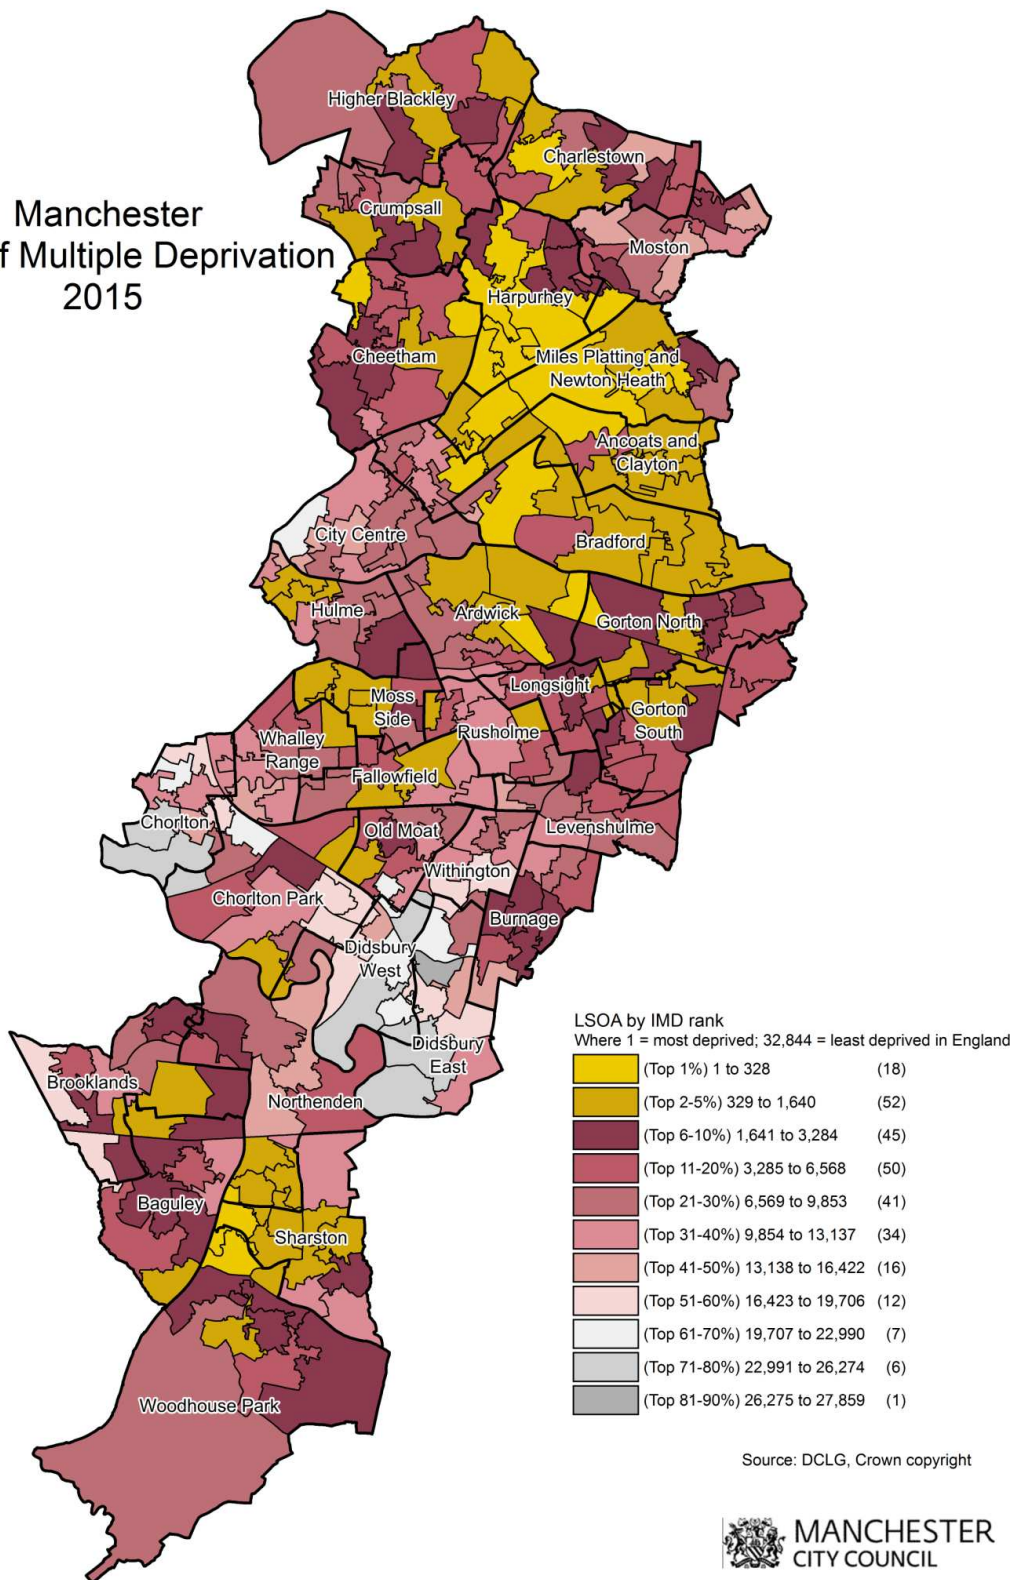 Manchester
f Multiple Deprivation
2015
Higher Blackley
Charlestown
Crumpsall
Moston
Harpurhey
Cheetham
Miles Platting and
Newton Heath
Ancoats and
Clayton
City Centre
Bradford
Hulme
Ardwick
Gorton North
Longsight
Moss
Side
Gorton
South
Rusholme
Whalley
Range
Fallowfield
Chorlton
Old Moat
Levenshulme
Withington
Chorlton Park
Burnage
Didsbury
West
Didsbury
East
Brooklands
Northenden
Baguley
Sharston
Woodhouse Park
LSOA by IMD rank
Where 1 = most deprived; 32,844 = least deprived in England
(Top 1%) 1 to 328 (18)
(Top 2-5%) 329 to 1,640 (52)
(Top 6-10%) 1,641 to 3,284 (45)
(Top 11-20%) 3,285 to 6,568 (50)
(Top 21-30%) 6,569 to 9,853 (41)
(Top 31-40%) 9,854 to 13,137 (34)
(Top 41-50%) 13,138 to 16,422 (16)
(Top 51-60%) 16,423 to 19,706 (12)
(Top 61-70%) 19,707 to 22,990 (7)
(Top 71-80%) 22,991 to 26,274 (6)
(Top 81-90%) 26,275 to 27,859 (1)
Source: DCLG, Crown copyright
MANCHESTER
CITY COUNCIL